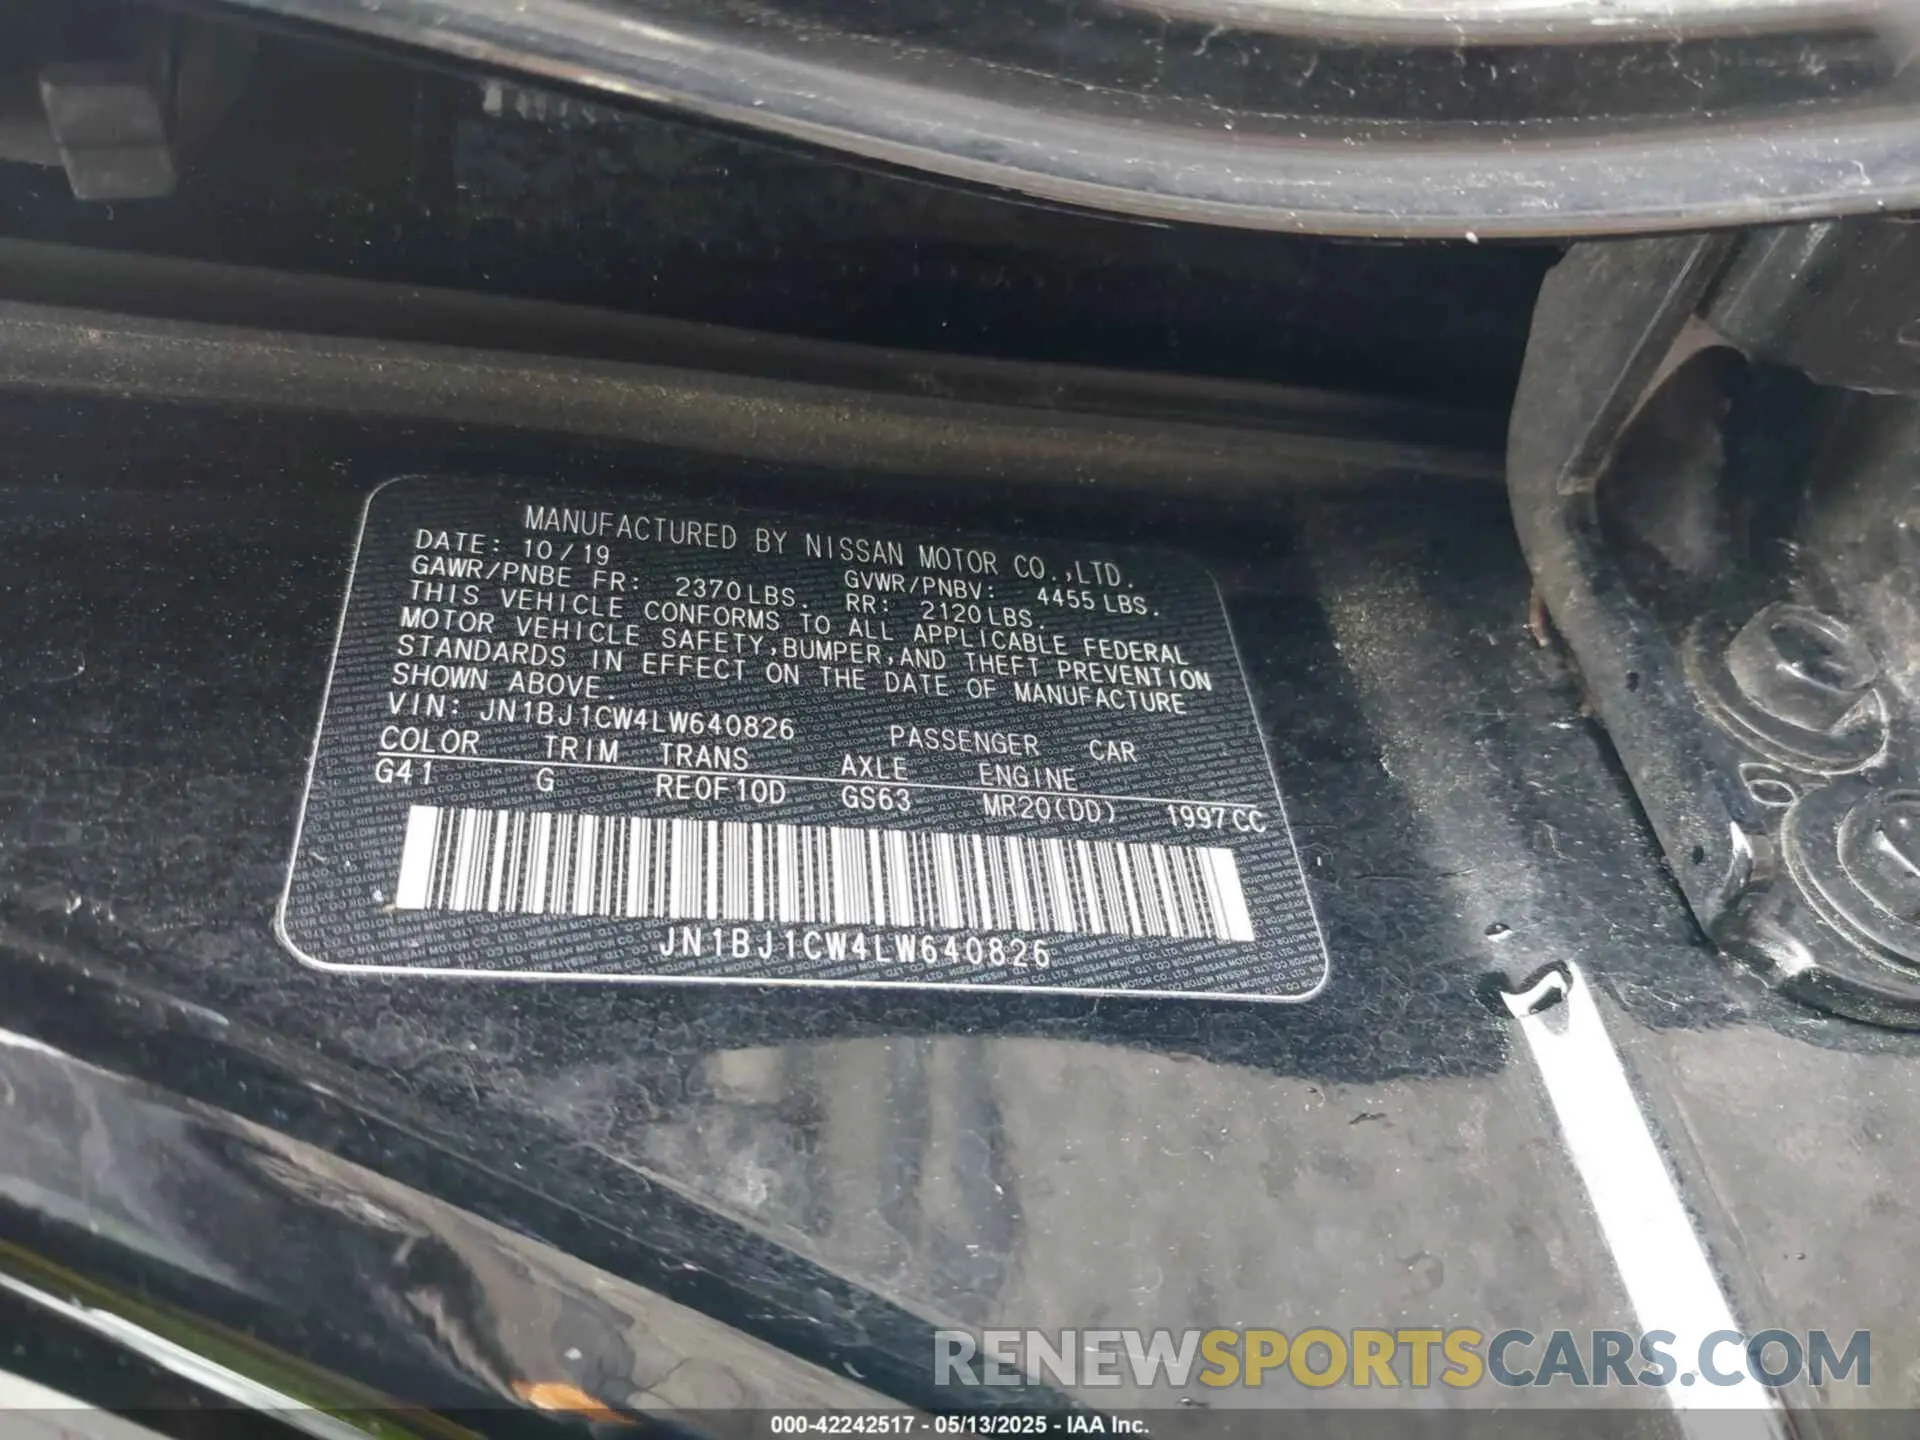 MANUFACTURED BY NISSAN MOTOR CO.,LTD.
DATE: 10/19
GAWR/PNBE FR: 2370LBS. GVWR/PNBV: 4455LBS.
RR: 2120LBS.
THIS VEHICLE CONFORMS TO ALL APPLICABLE FEDERAL
MOTOR VEHICLE SAFETY,BUMPER,AND THEFT PREVENTION
STANDARDS IN EFFECT ON THE DATE OF MANUFACTURE
SHOWN ABOVE.
VIN: JN1BJ1CW4LW640826 PASSENGER CAR
COLOR TRIM TRANS AXLE ENGINE
G41 G RE0F10D GS63 MR20(DD) 1997CC
JN1BJ1CW4LW640826
RENEWSPORTSCARS.COM
000-42242517 - 05/13/2025 - IAA Inc.